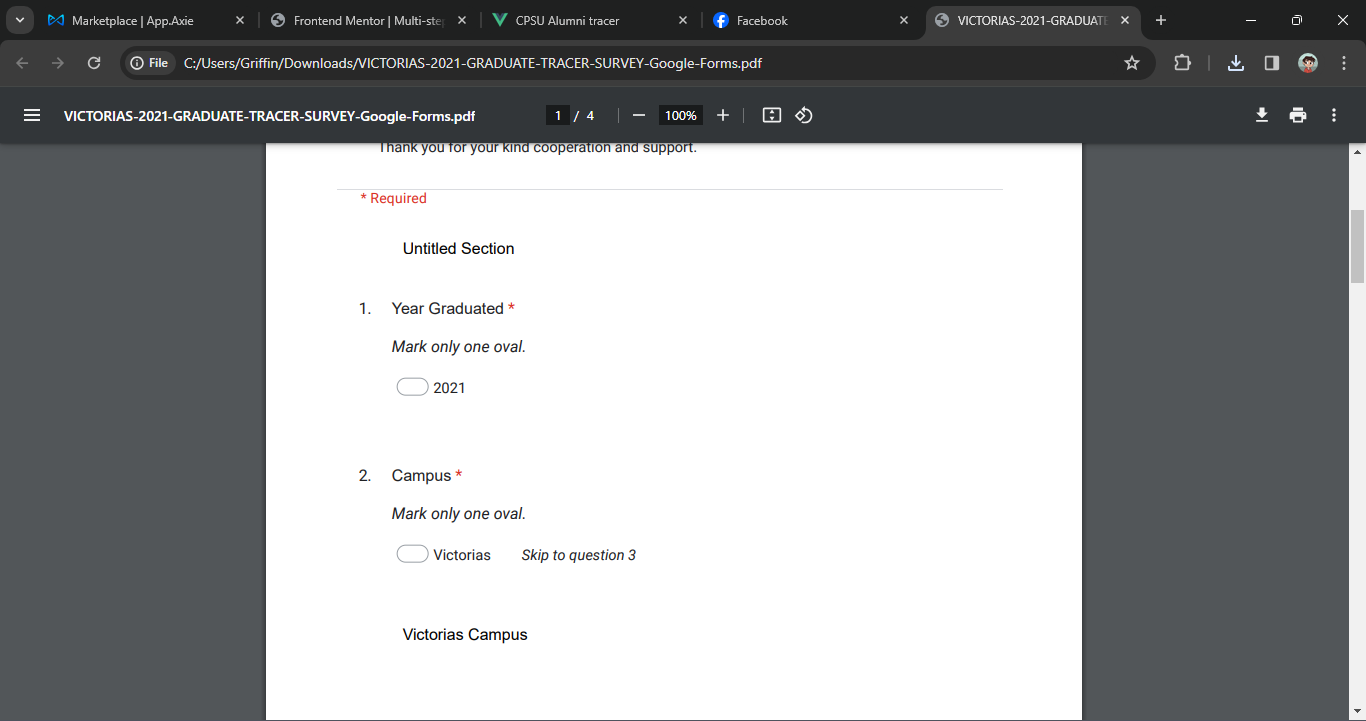 Marketplace | App.Axie
Frontend Mentor | Multi-ste
CPSU Alumni tracer
Facebook
VICTORIAS-2021-GRADUATE
File
C:/Users/Griffin/Downloads/VICTORIAS-2021-GRADUATE-TRACER-SURVEY-Google-Forms.pdf
VICTORIAS-2021-GRADUATE-TRACER-SURVEY-Google-Forms.pdf
1 / 4
100%
Thank you for your kind cooperation and support.
* Required
Untitled Section
1. Year Graduated *
Mark only one oval.
2021
2. Campus *
Mark only one oval.
Victorias Skip to question 3
Victorias Campus